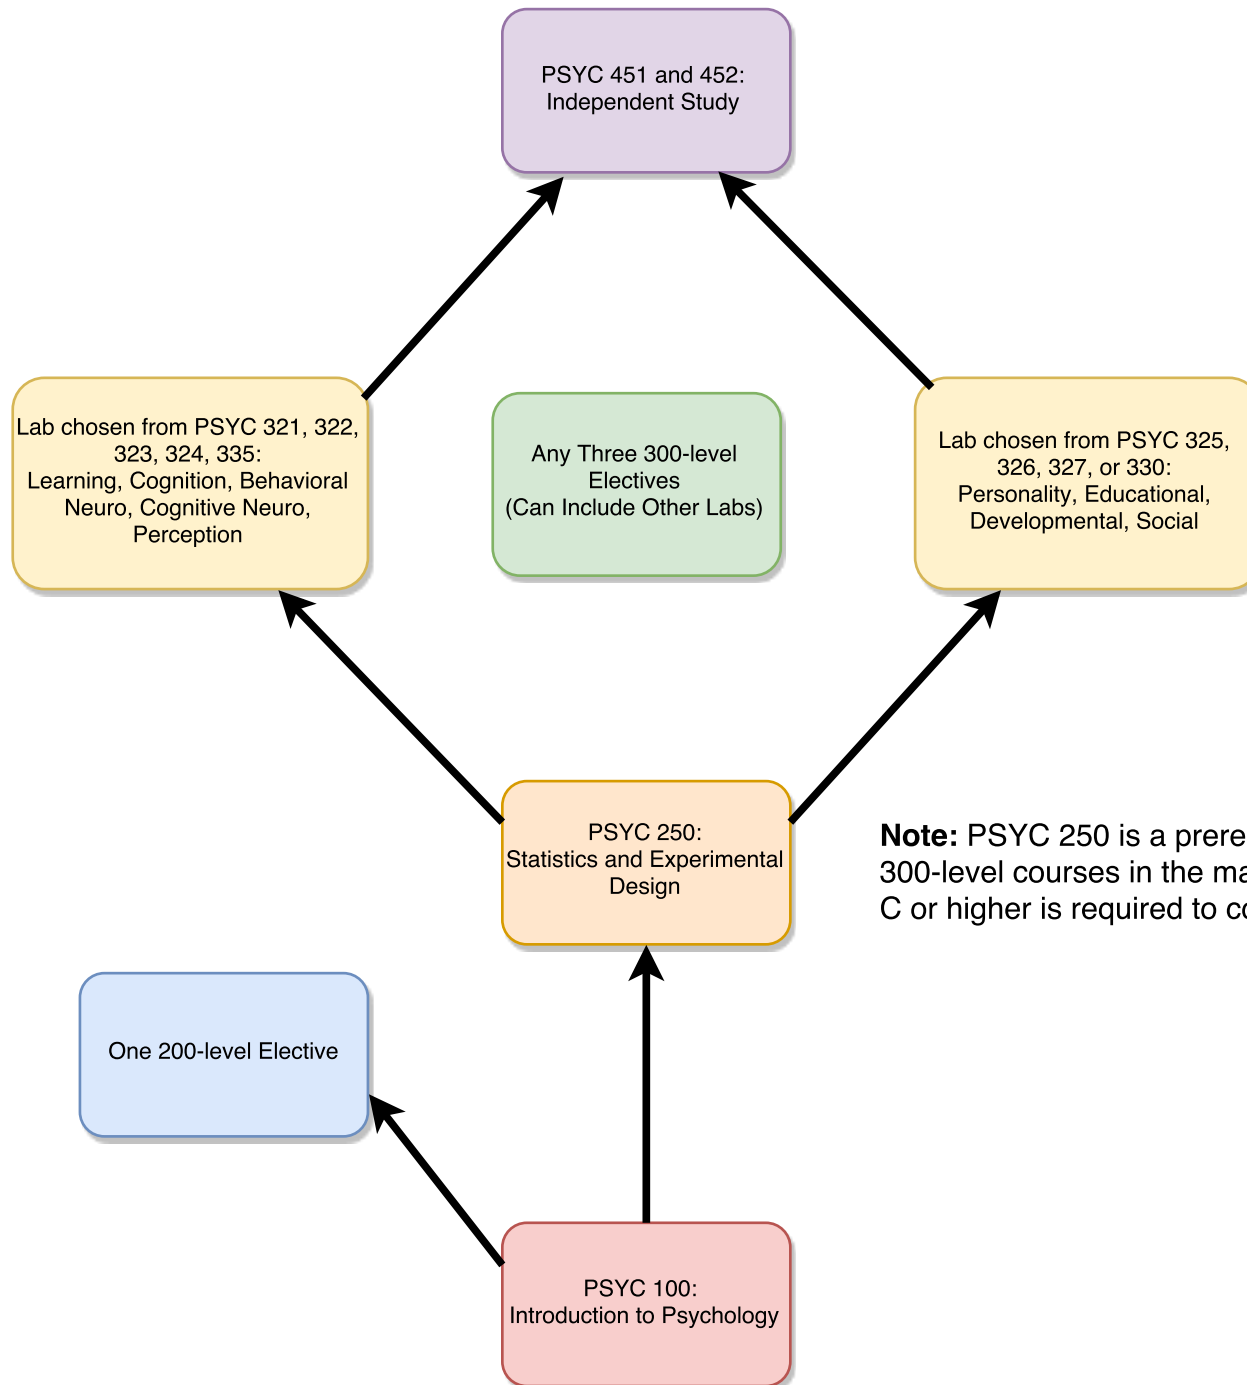 PSYC 451 and 452:
Independent Study
Lab chosen from PSYC 321, 322,
323, 324, 335:
Learning, Cognition, Behavioral
Neuro, Cognitive Neuro,
Perception
Any Three 300-level
Electives
(Can Include Other Labs)
Lab chosen from PSYC 325,
326, 327, or 330:
Personality, Educational,
Developmental, Social
PSYC 250:
Statistics and Experimental
Design
Note: PSYC 250 is a prere
300-level courses in the ma
C or higher is required to co
One 200-level Elective
PSYC 100:
Introduction to Psychology